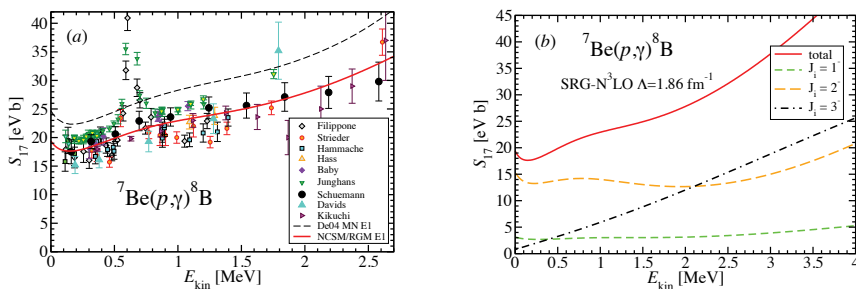 (a)
S₁₇ [eV b]
40
35
30
25
20
15
10
5
0
⁷Be(p,γ)⁸B
Filippone
Strieder
Hammache
Hass
Baby
Junghans
Schuemann
Davids
Kikuchi
De04 MN E1
NCSM/RGM E1
0 0.5 1 1.5 2 2.5
E_kin [MeV]
(b)
S₁₇ [eV b]
45
40
35
30
25
20
15
10
5
0
⁷Be(p,γ)⁸B
SRG-N³LO Λ=1.86 fm⁻¹
total
Jᵢ = 1⁻
Jᵢ = 2⁻
Jᵢ = 3⁻
0 0.5 1 1.5 2 2.5 3 3.5 4
E_kin [MeV]